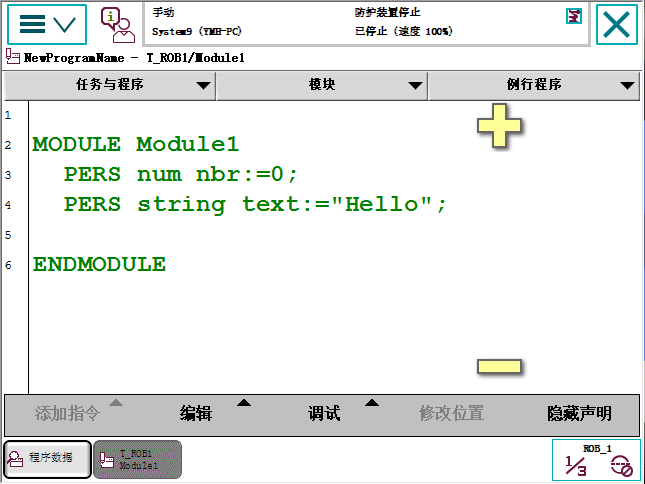 手动
防护装置停止
System9 (YMH-PC)
已停止 (速度 100%)
NewProgramName - T_ROB1/Module1
任务与程序
模块
例行程序
1
2 MODULE Module1
3 PERS num nbr:=0;
4 PERS string text:="Hello";
5
6 ENDMODULE
添加指令
编辑
调试
修改位置
隐藏声明
程序数据
T_ROB1
Module1
ROB_1
1/3